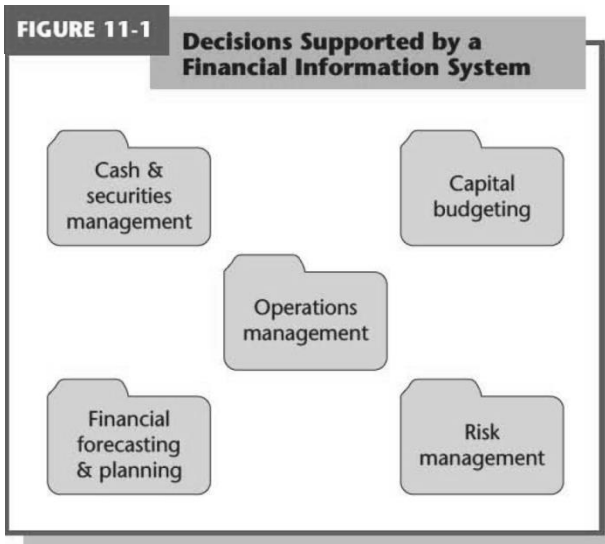 FIGURE 11-1
Decisions Supported by a
Financial Information System
Cash &
securities
management
Capital
budgeting
Operations
management
Financial
forecasting
& planning
Risk
management